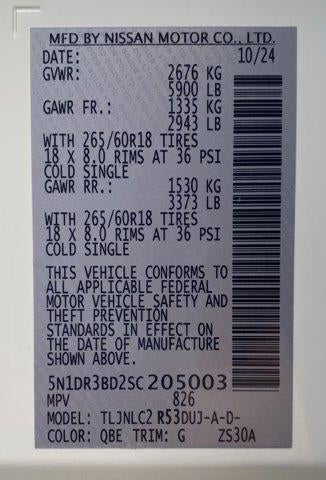 MFD BY NISSAN MOTOR CO., LTD.
DATE: 10/24
GVWR: 2676 KG
5900 LB
GAWR FR.: 1335 KG
2943 LB
WITH 265/60R18 TIRES
18 X 8.0 RIMS AT 36 PSI
COLD SINGLE
GAWR RR.: 1530 KG
3373 LB
WITH 265/60R18 TIRES
18 X 8.0 RIMS AT 36 PSI
COLD SINGLE
THIS VEHICLE CONFORMS TO
ALL APPLICABLE FEDERAL
MOTOR VEHICLE SAFETY AND
THEFT PREVENTION
STANDARDS IN EFFECT ON
THE DATE OF MANUFACTURE
SHOWN ABOVE.
5N1DR3BD2SC205003
MPV 826
MODEL: TLJNLC2 R53DUJ-A-D-
COLOR: QBE TRIM: G ZS30A